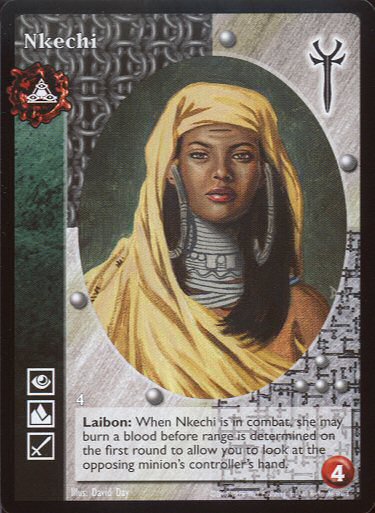 Nkechi
4
Laibon: When Nkechi is in combat, she may
burn a blood before range is determined on
the first round to allow you to look at the
opposing minion's controller's hand.
4
Illus: David Day